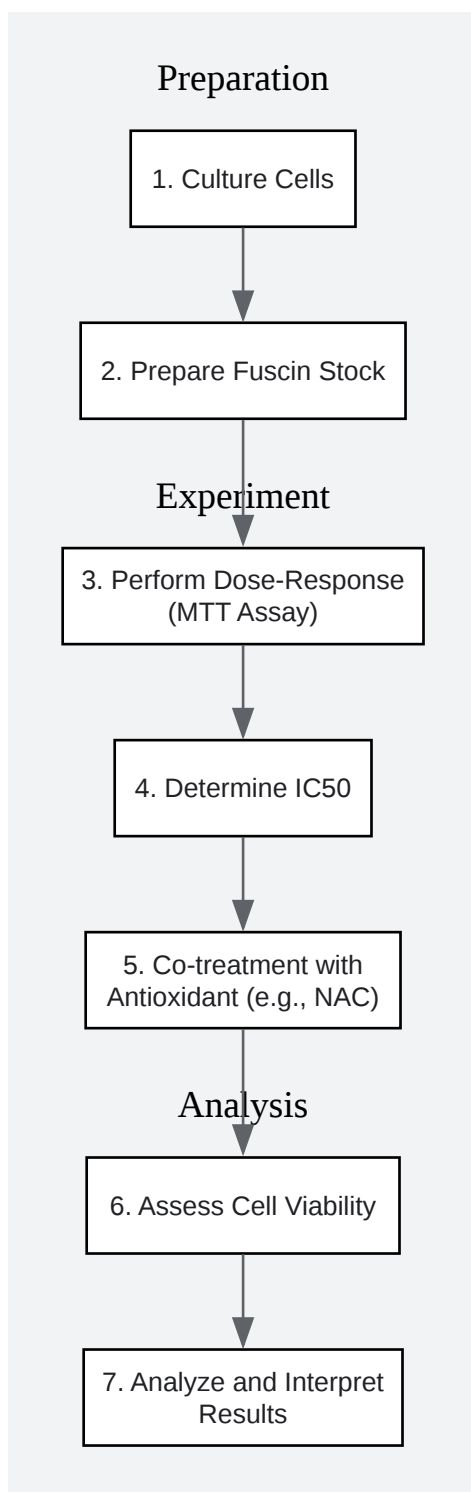 Preparation
1. Culture Cells
2. Prepare Fuscin Stock
Experiment
3. Perform Dose-Response
(MTT Assay)
4. Determine IC50
5. Co-treatment with
Antioxidant (e.g., NAC)
Analysis
6. Assess Cell Viability
7. Analyze and Interpret
Results